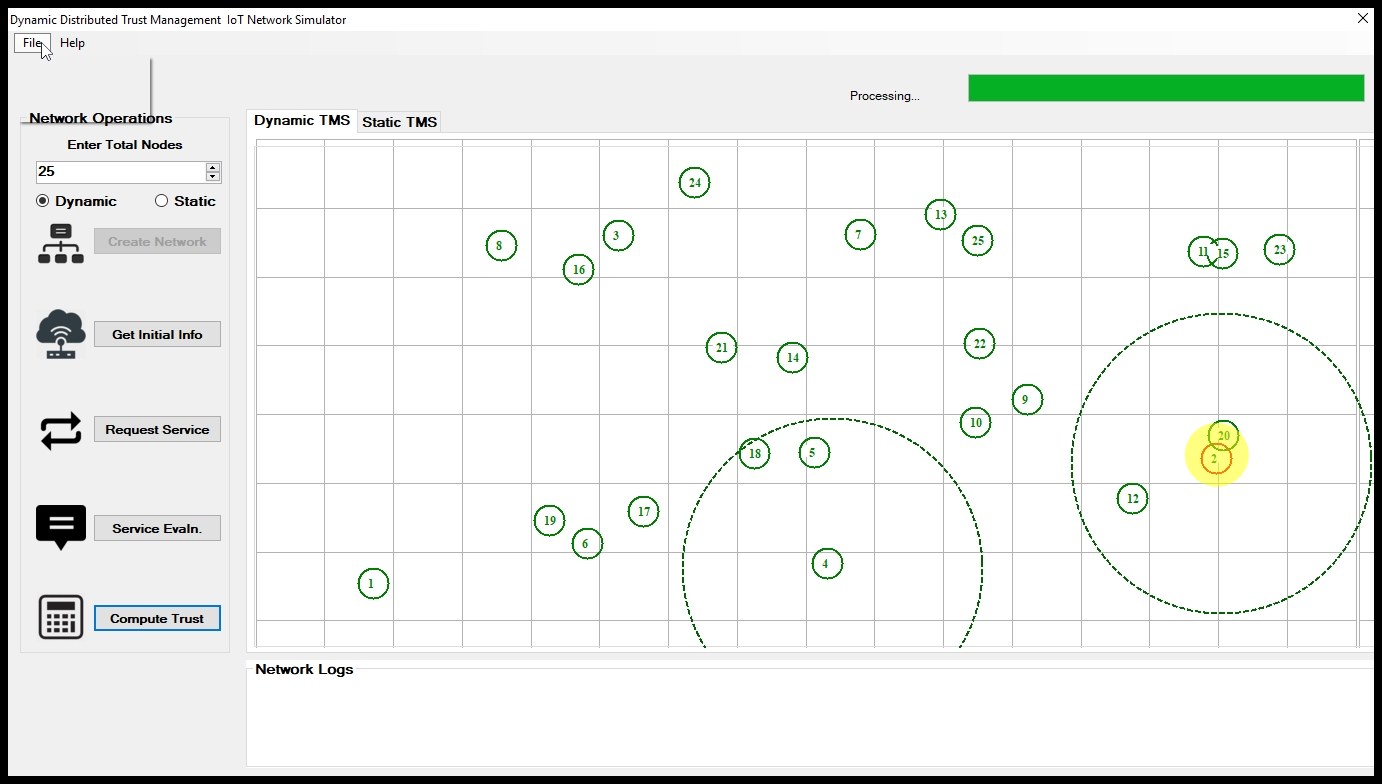 Dynamic Distributed Trust Management IoT Network Simulator
File Help
Processing...
Network Operations
Enter Total Nodes
25
Dynamic Static
Create Network
Get Initial Info
Request Service
Service Evaln.
Compute Trust
Dynamic TMS Static TMS
24
13
3 7
8 25
16
11 15 23
21 14 22
9
10
18 5 20
2
12
19 17
6
4
1
Network Logs